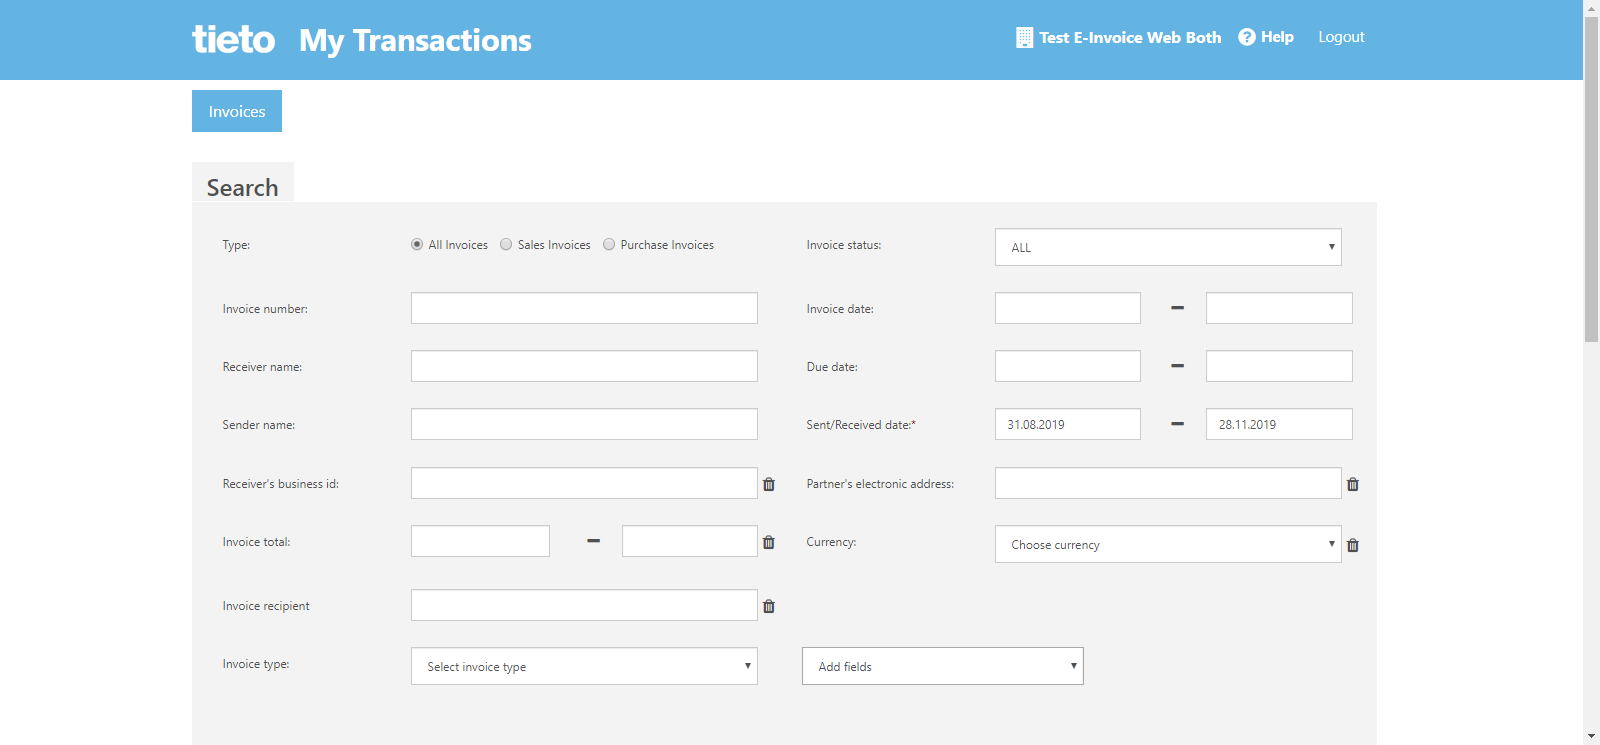 tieto My Transactions Test E-Invoice Web Both ? Help Logout
Invoices
Search
Type: All Invoices Sales Invoices Purchase Invoices Invoice status: ALL
Invoice number: Invoice date:
Receiver name: Due date:
Sender name: Sent/Received date:* 31.08.2019 28.11.2019
Receiver's business id: Partner's electronic address:
Invoice total: Currency: Choose currency
Invoice recipient
Invoice type: Select invoice type Add fields